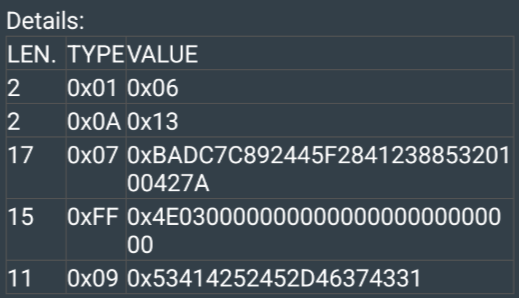 Details:
LEN. TYPE VALUE
2 0x01 0x06
2 0x0A 0x13
17 0x07 0xBADC7C892445F2841238853201
00427A
15 0xFF 0x4E030000000000000000000000
00
11 0x09 0x53414252452D46374331